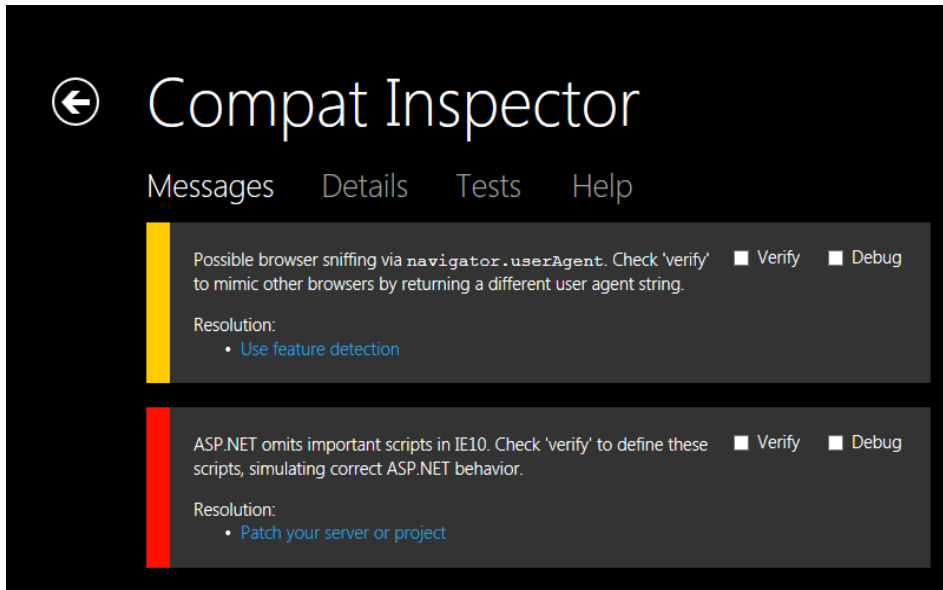 Compat Inspector
Messages Details Tests Help
Possible browser sniffing via navigator.userAgent. Check 'verify' Verify Debug
to mimic other browsers by returning a different user agent string.
Resolution:
• Use feature detection
ASP.NET omits important scripts in IE10. Check 'verify' to define these Verify Debug
scripts, simulating correct ASP.NET behavior.
Resolution:
• Patch your server or project